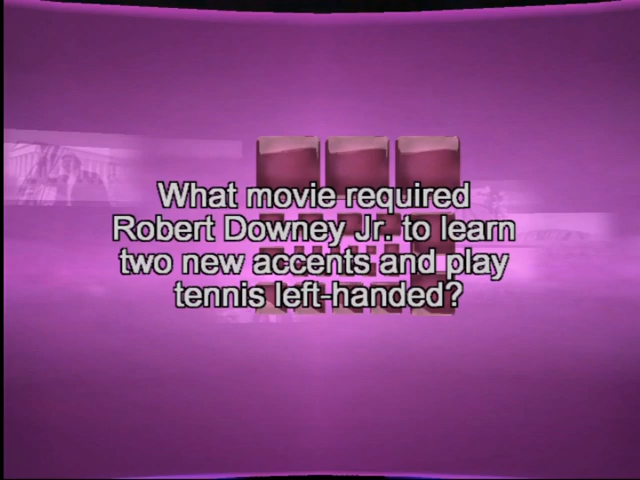 What movie required
Robert Downey Jr. to learn
two new accents and play
tennis left-handed?